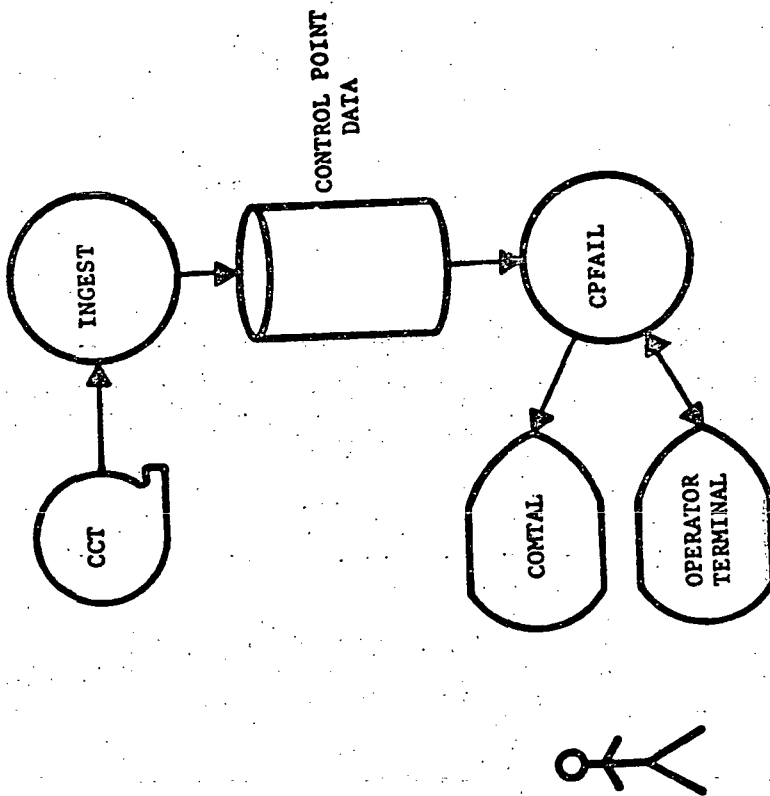 CCT
INGEST
CONTROL POINT
DATA
CPFAIL
COMTAL
OPERATOR
TERMINAL